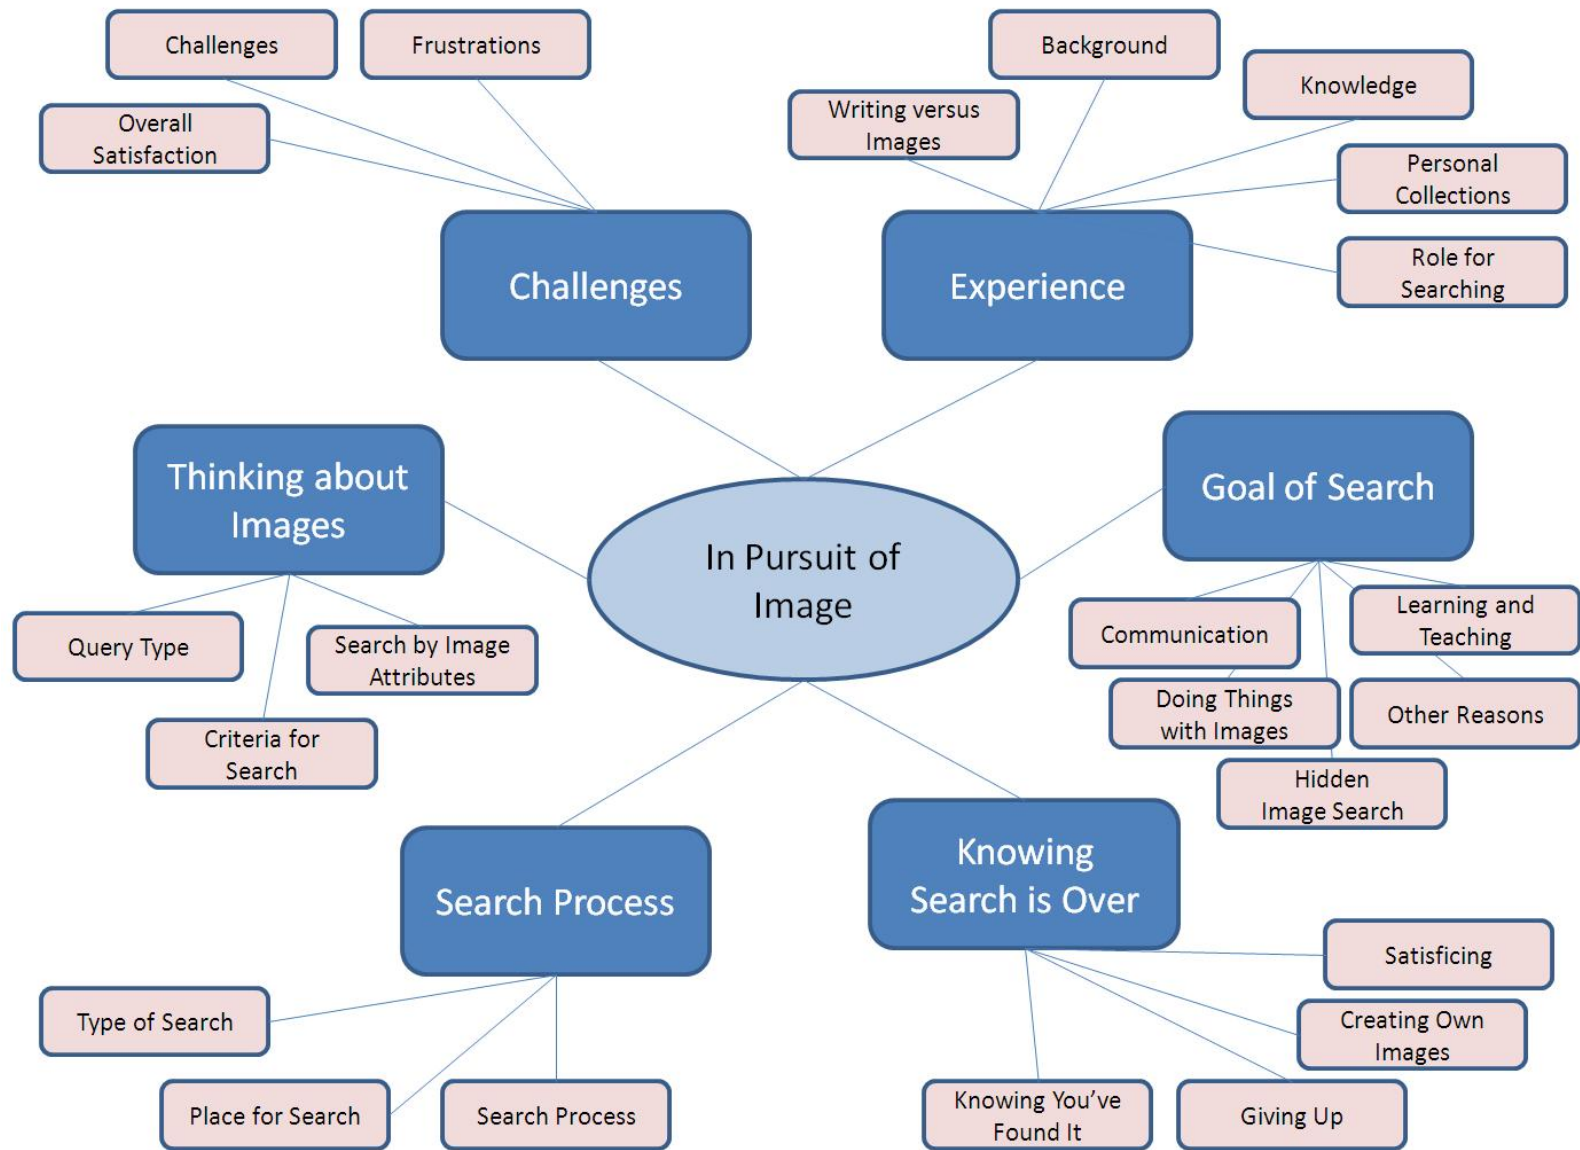 Challenges
Frustrations
Overall
Satisfaction
Challenges
Background
Writing versus
Images
Knowledge
Personal
Collections
Role for
Searching
Experience
Thinking about
Images
Query Type
Search by Image
Attributes
Criteria for
Search
In Pursuit of
Image
Goal of Search
Communication
Learning and
Teaching
Doing Things
with Images
Other Reasons
Hidden
Image Search
Search Process
Type of Search
Place for Search
Search Process
Knowing
Search is Over
Satisficing
Creating Own
Images
Knowing You’ve
Found It
Giving Up